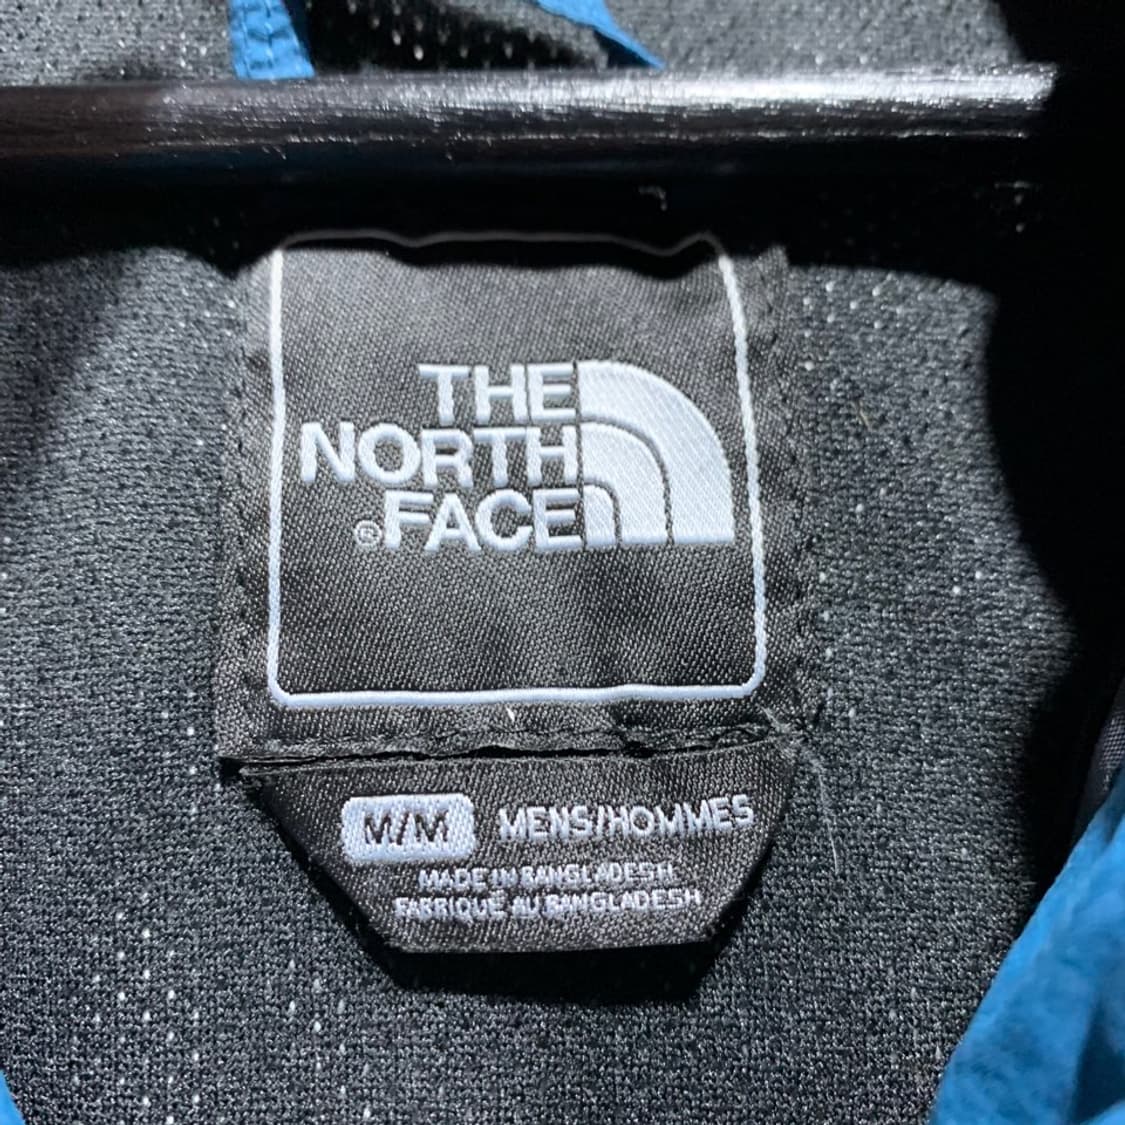 THE
NORTH
®FACE
M/M MENS/HOMMES
MADE IN BANGLADESH
FABRIQUÉ AU BANGLADESH